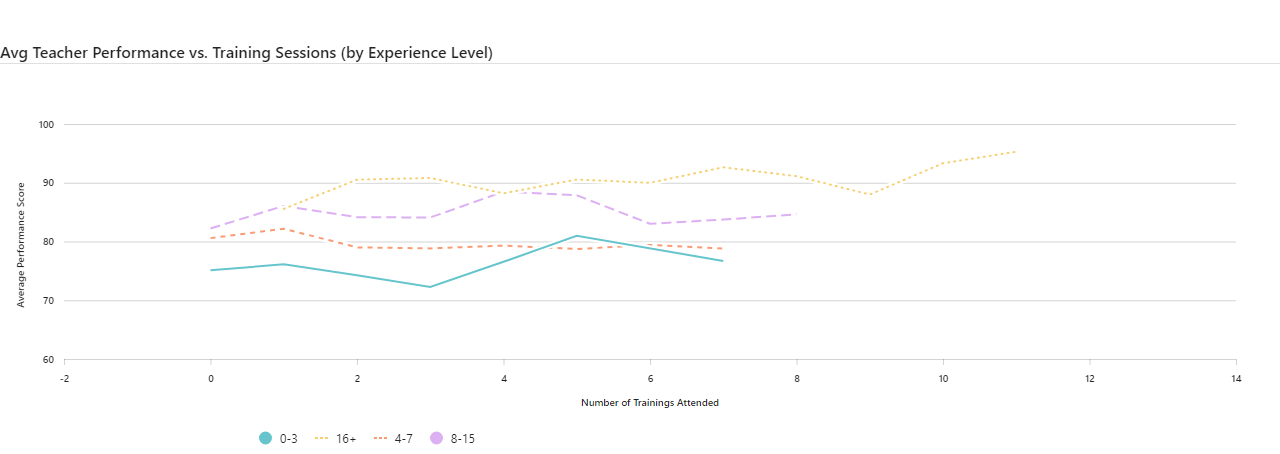 Avg Teacher Performance vs. Training Sessions (by Experience Level)
100
90
80
70
60
Average Performance Score
-2 0 2 4 6 8 10 12 14
Number of Trainings Attended
0-3 16+ 4-7 8-15